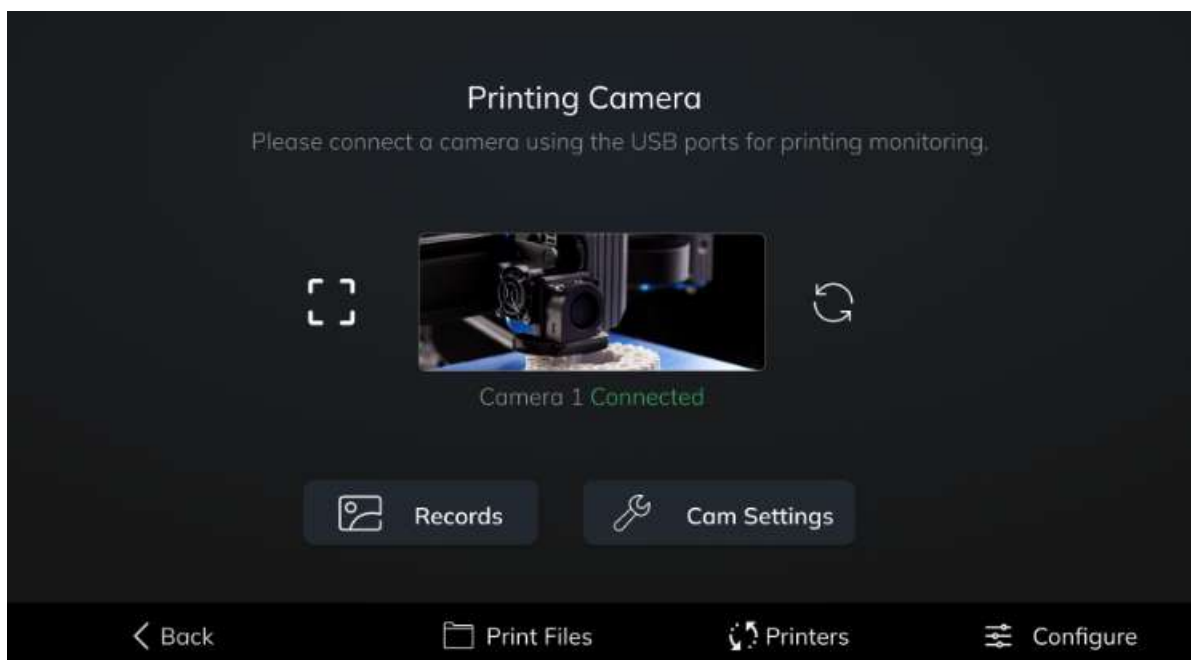 Printing Camera
Please connect a camera using the USB ports for printing monitoring.
Camera 1 Connected
Records
Cam Settings
Back
Print Files
Printers
Configure